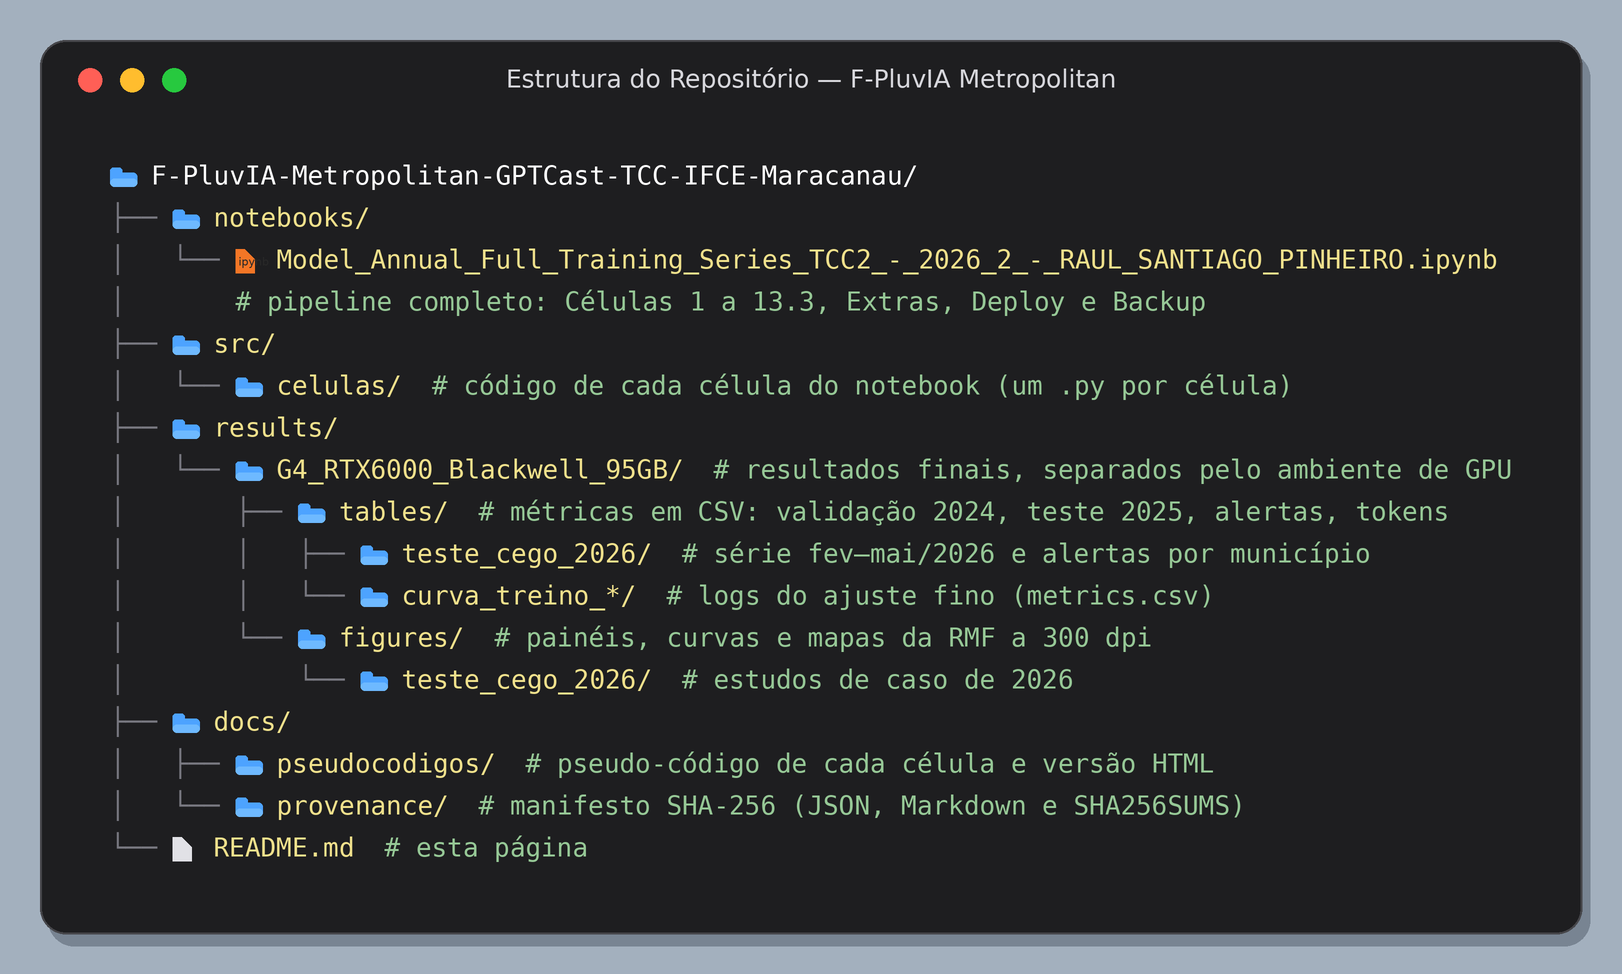 Estrutura do Repositório — F-PluvIA Metropolitan
F-PluvIA-Metropolitan-GPTCast-TCC-IFCE-Maracanau/
├── notebooks/
│   └── ipy Model_Annual_Full_Training_Series_TCC2_-_2026_2_-_RAUL_SANTIAGO_PINHEIRO.ipynb
│       # pipeline completo: Células 1 a 13.3, Extras, Deploy e Backup
├── src/
│   └── celulas/  # código de cada célula do notebook (um .py por célula)
├── results/
│   └── G4_RTX6000_Blackwell_95GB/  # resultados finais, separados pelo ambiente de GPU
│       ├── tables/  # métricas em CSV: validação 2024, teste 2025, alertas, tokens
│       │   ├── teste_cego_2026/  # série fev—mai/2026 e alertas por município
│       │   └── curva_treino_*/  # logs do ajuste fino (metrics.csv)
│       └── figures/  # painéis, curvas e mapas da RMF a 300 dpi
│           └── teste_cego_2026/  # estudos de caso de 2026
├── docs/
│   ├── pseudocodigos/  # pseudo-código de cada célula e versão HTML
│   └── provenance/  # manifesto SHA-256 (JSON, Markdown e SHA256SUMS)
└── README.md  # esta página